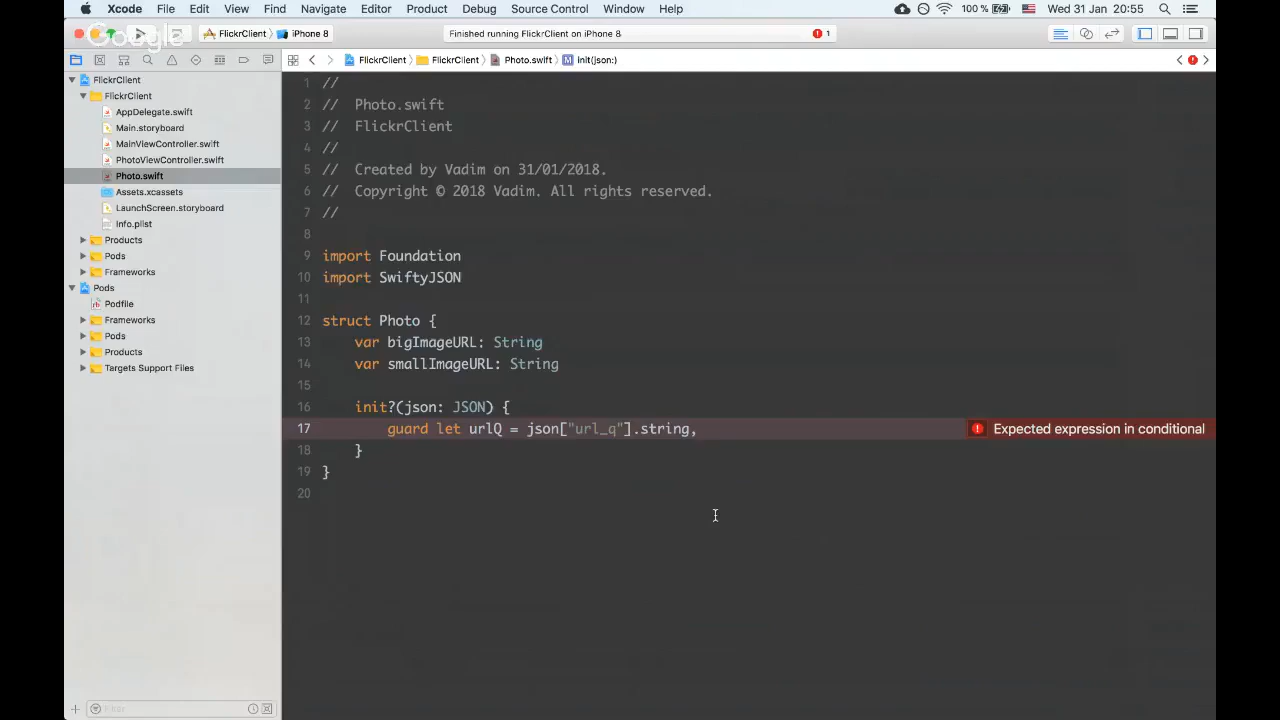 Xcode File Edit View Find Navigate Editor Product Debug Source Control Window Help 100 % Wed 31 Jan 20:55
Google
FlickrClient iPhone 8 Finished running FlickrClient on iPhone 8 1
FlickrClient FlickrClient Photo.swift M init(json:)
FlickrClient
FlickrClient
AppDelegate.swift
Main.storyboard
MainViewController.swift
PhotoViewController.swift
Photo.swift
Assets.xcassets
LaunchScreen.storyboard
Info.plist
Products
Pods
Frameworks
Pods
Podfile
Frameworks
Pods
Products
Targets Support Files
Filter
1 //
2 // Photo.swift
3 // FlickrClient
4 //
5 // Created by Vadim on 31/01/2018.
6 // Copyright © 2018 Vadim. All rights reserved.
7 //
8
9 import Foundation
10 import SwiftyJSON
11
12 struct Photo {
13 var bigImageURL: String
14 var smallImageURL: String
15
16 init?(json: JSON) {
17 guard let urlQ = json["url_q"].string, Expected expression in conditional
18 }
19 }
20